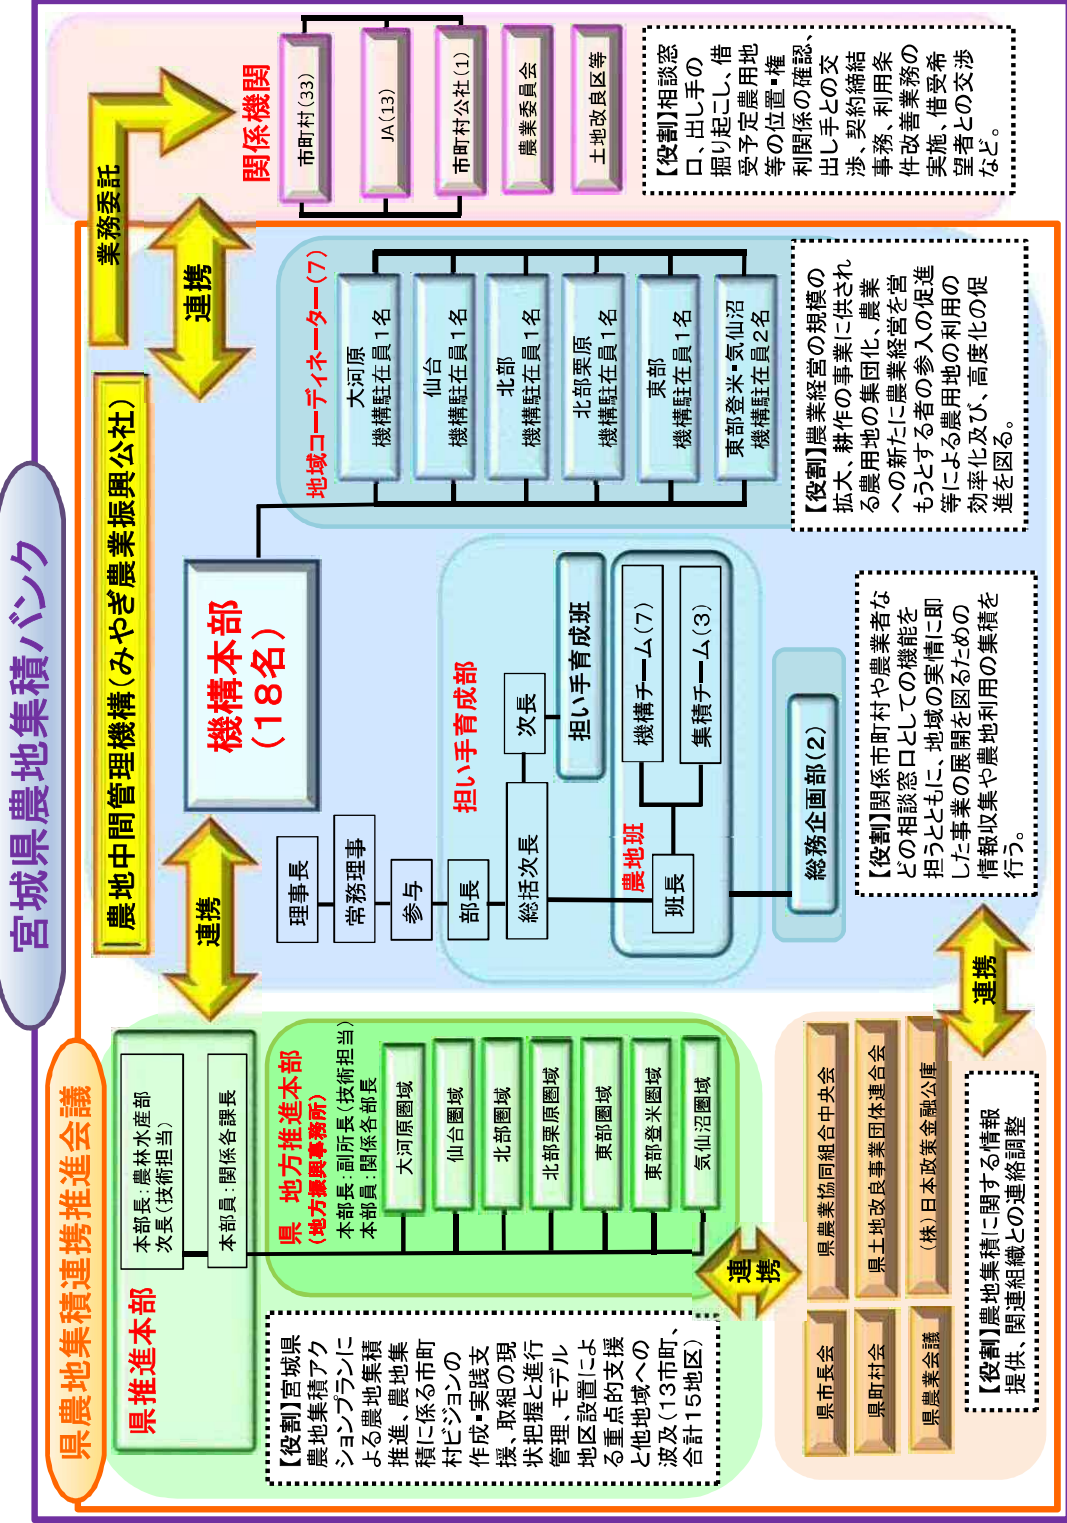 宮城県農地集積バンク
県農地集積連携推進会議
農地中間管理機構(みやぎ農業振興公社)
業務委託
連携
連携
県推進本部
本部長:農林水産部
次長(技術担当)
本部員:関係各課長
【役割】宮城県
農地集積アク
ションプランに
よる農地集積
推進、農地集
積に係る市町
村ビジョンの
作成・実践支
援、取組の現
状把握と進行
管理、モデル
地区設置によ
る重点的支援
と他地域への
波及(13市町、
合計15地区)
県 地方推進本部
(地方振興事務所)
本部長:副所長(技術担当)
本部員:関係各部長
大河原圏域
仙台圏域
北部圏域
北部栗原圏域
東部圏域
東部登米圏域
気仙沼圏域
連
携
県市長会
県町村会
県農業会議
県農業協同組合中央会
県土地改良事業団体連合会
(株)日本政策金融公庫
【役割】農地集積に関する情報
提供、関連組織との連絡調整
連携
機構本部
(18名)
理事長
常務理事
参与
部長
総括次長
次長
担い手育成部
担い手育成班
農地班
班長
機構チーム(7)
集積チーム(3)
総務企画部(2)
【役割】関係市町村や農業者な
どの相談窓口としての機能を
担うとともに、地域の実情に即
した事業の展開を図るための
情報収集や農地利用の集積を
行う。
地域コーディネーター(7)
大河原
機構駐在員1名
仙台
機構駐在員1名
北部
機構駐在員1名
北部栗原
機構駐在員1名
東部
機構駐在員1名
東部登米・気仙沼
機構駐在員2名
【役割】農業経営の規模の
拡大、耕作の事業に供され
る農用地の集団化、農業
への新たに農業経営を営
もうとする者の参入の促進
等による農用地の利用の
効率化及び、高度化の促
進を図る。
関係機関
市町村(33)
JA(13)
市町村公社(1)
農業委員会
土地改良区等
【役割】相談窓
口、出し手の
掘り起こし、借
受予定農用地
等の位置・権
利関係の確認、
出し手との交
渉、契約締結
事務、利用条
件改善業務の
実施、借受希
望者との交渉
など。